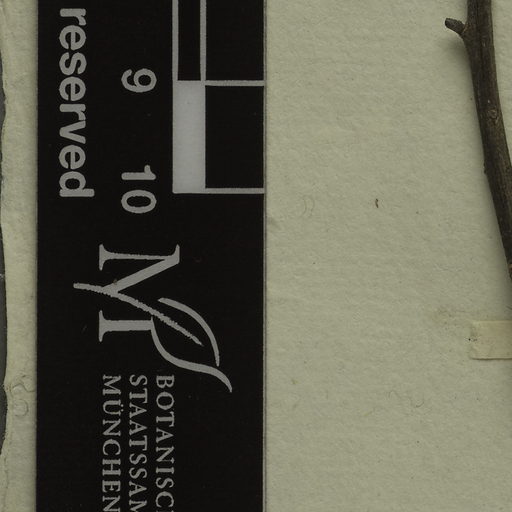 reserved
9
10
M
BOTANISC
STAATSSAM
MÜNCHEN